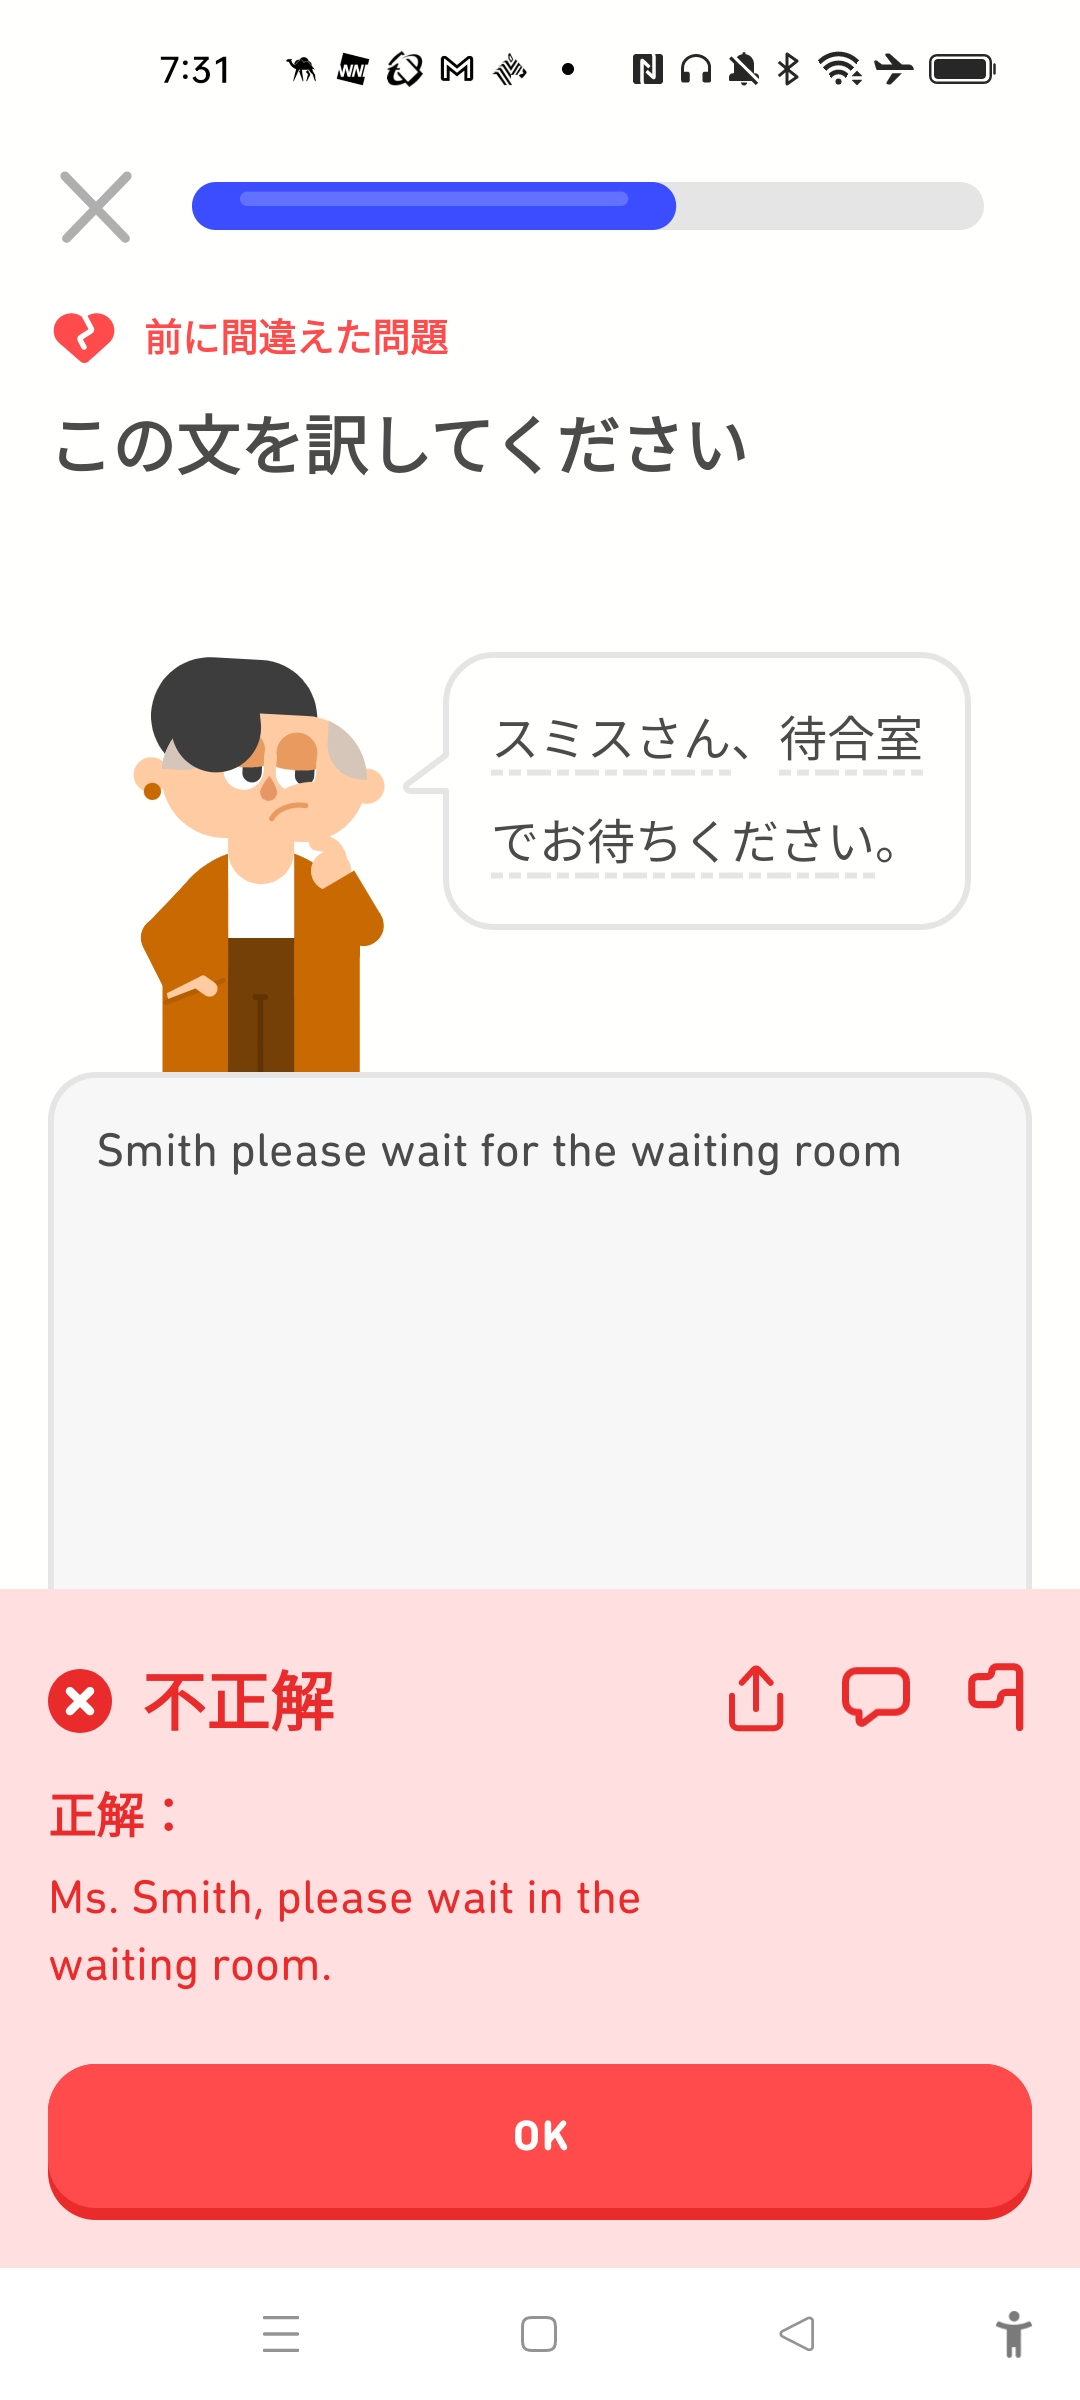 7:31
前に間違えた問題
この文を訳してください
スミスさん、待合室
でお待ちください。
Smith please wait for the waiting room
不正解
正解：
Ms. Smith, please wait in the
waiting room.
OK